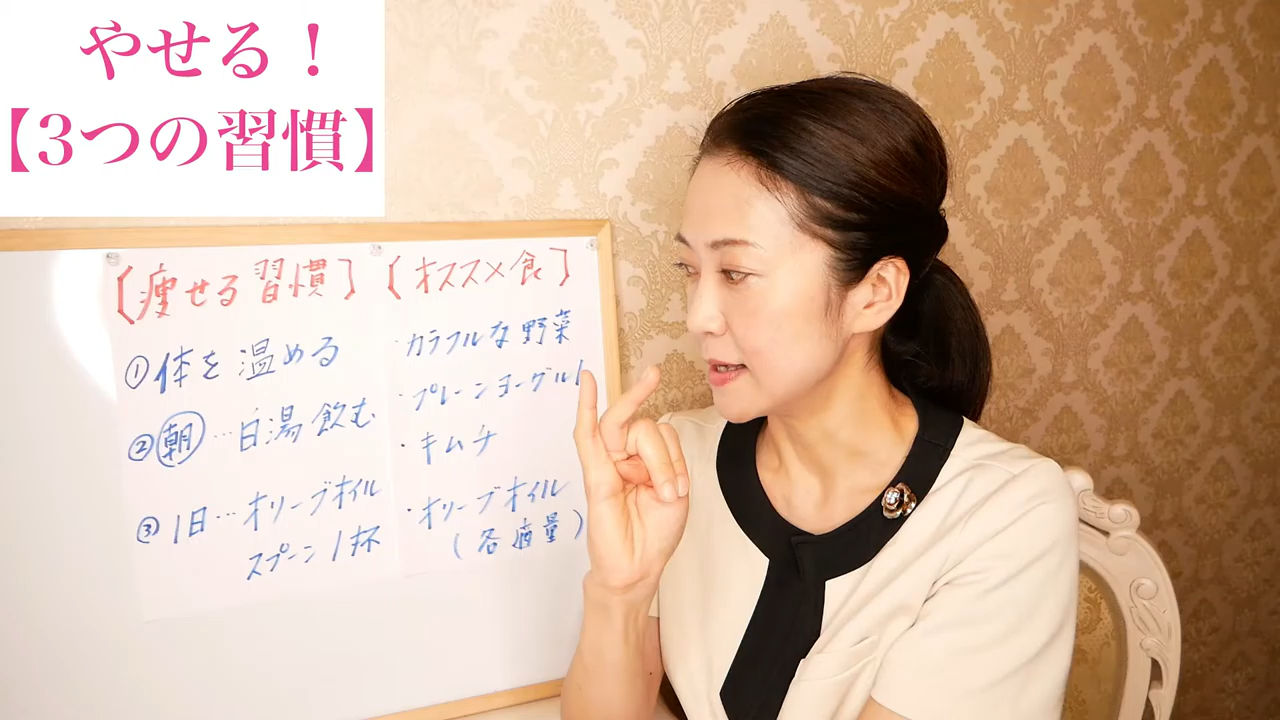 やせる！
【3つの習慣】
【痩せる習慣】
①体を温める
②朝…白湯飲む
③1日…オリーブオイル
スプーン1杯
【オススメ食】
・カラフルな野菜
・プレーンヨーグルト
・キムチ
・オリーブオイル
(各適量)